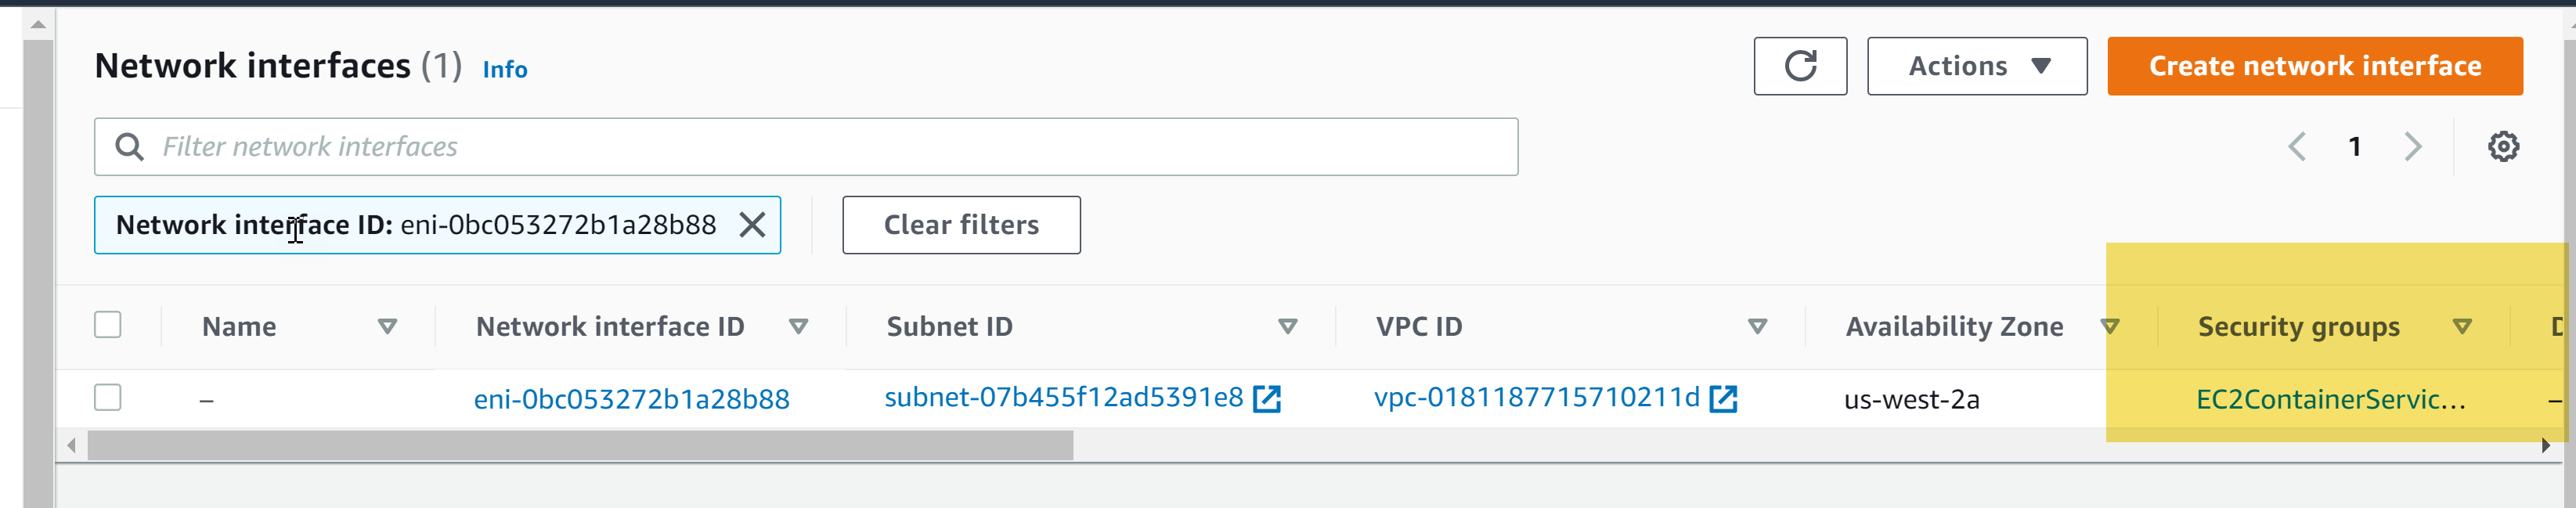 Network interfaces (1) Info
Actions
Create network interface
Filter network interfaces
1
Network interface ID: eni-0bc053272b1a28b88
Clear filters
Name Network interface ID Subnet ID VPC ID Availability Zone Security groups
– eni-0bc053272b1a28b88 subnet-07b455f12ad5391e8 vpc-0181187715710211d us-west-2a EC2ContainerServic... –